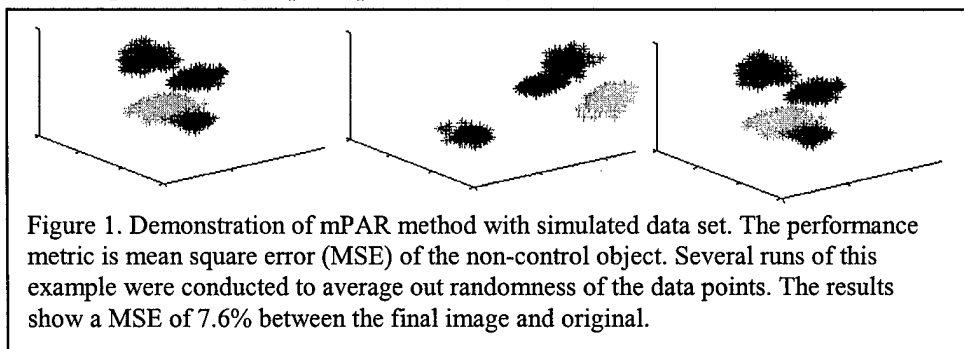 Figure 1. Demonstration of mPAR method with simulated data set. The performance
metric is mean square error (MSE) of the non-control object. Several runs of this
example were conducted to average out randomness of the data points. The results
show a MSE of 7.6% between the final image and original.